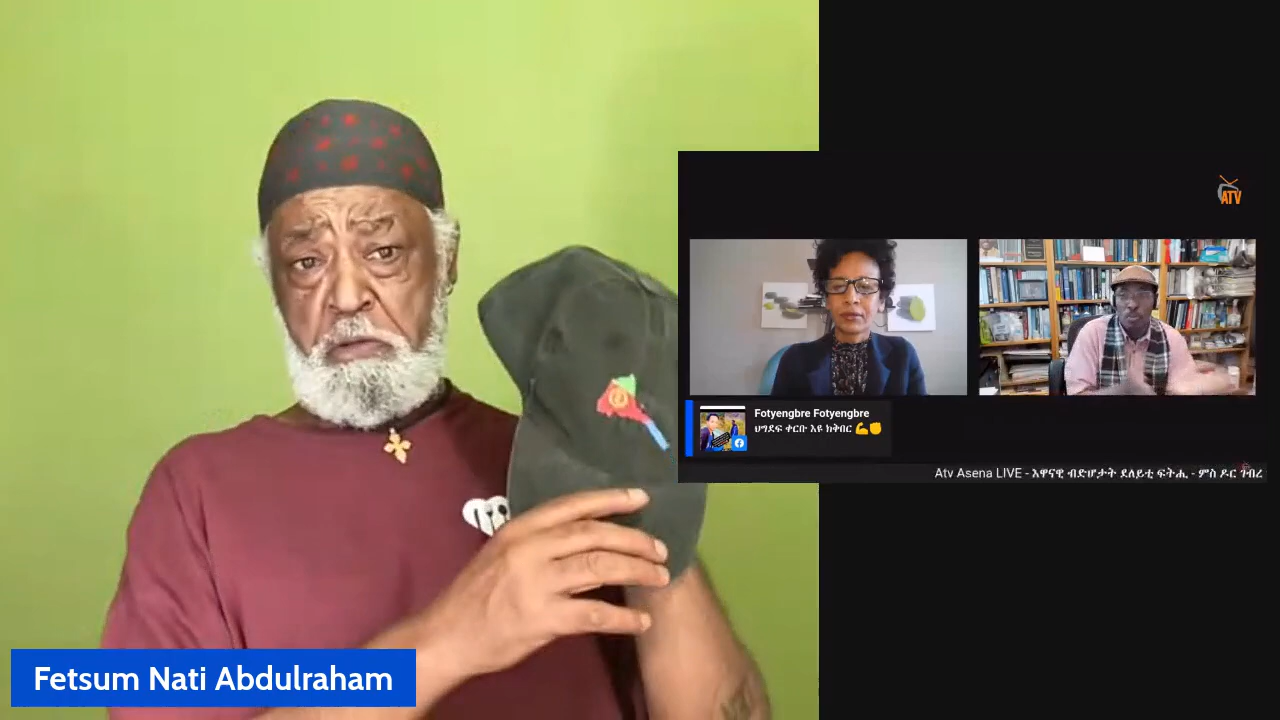 ATV
Fotyengbre Fotyengbre
ህግደፍ ቀርቡ እዩ ክቅበር 💪✊
Atv Asena LIVE - እዋናዊ ብድሆታት ደለይቲ ፍትሒ - ምስ ዶር ገብረ
Fetsum Nati Abdulraham